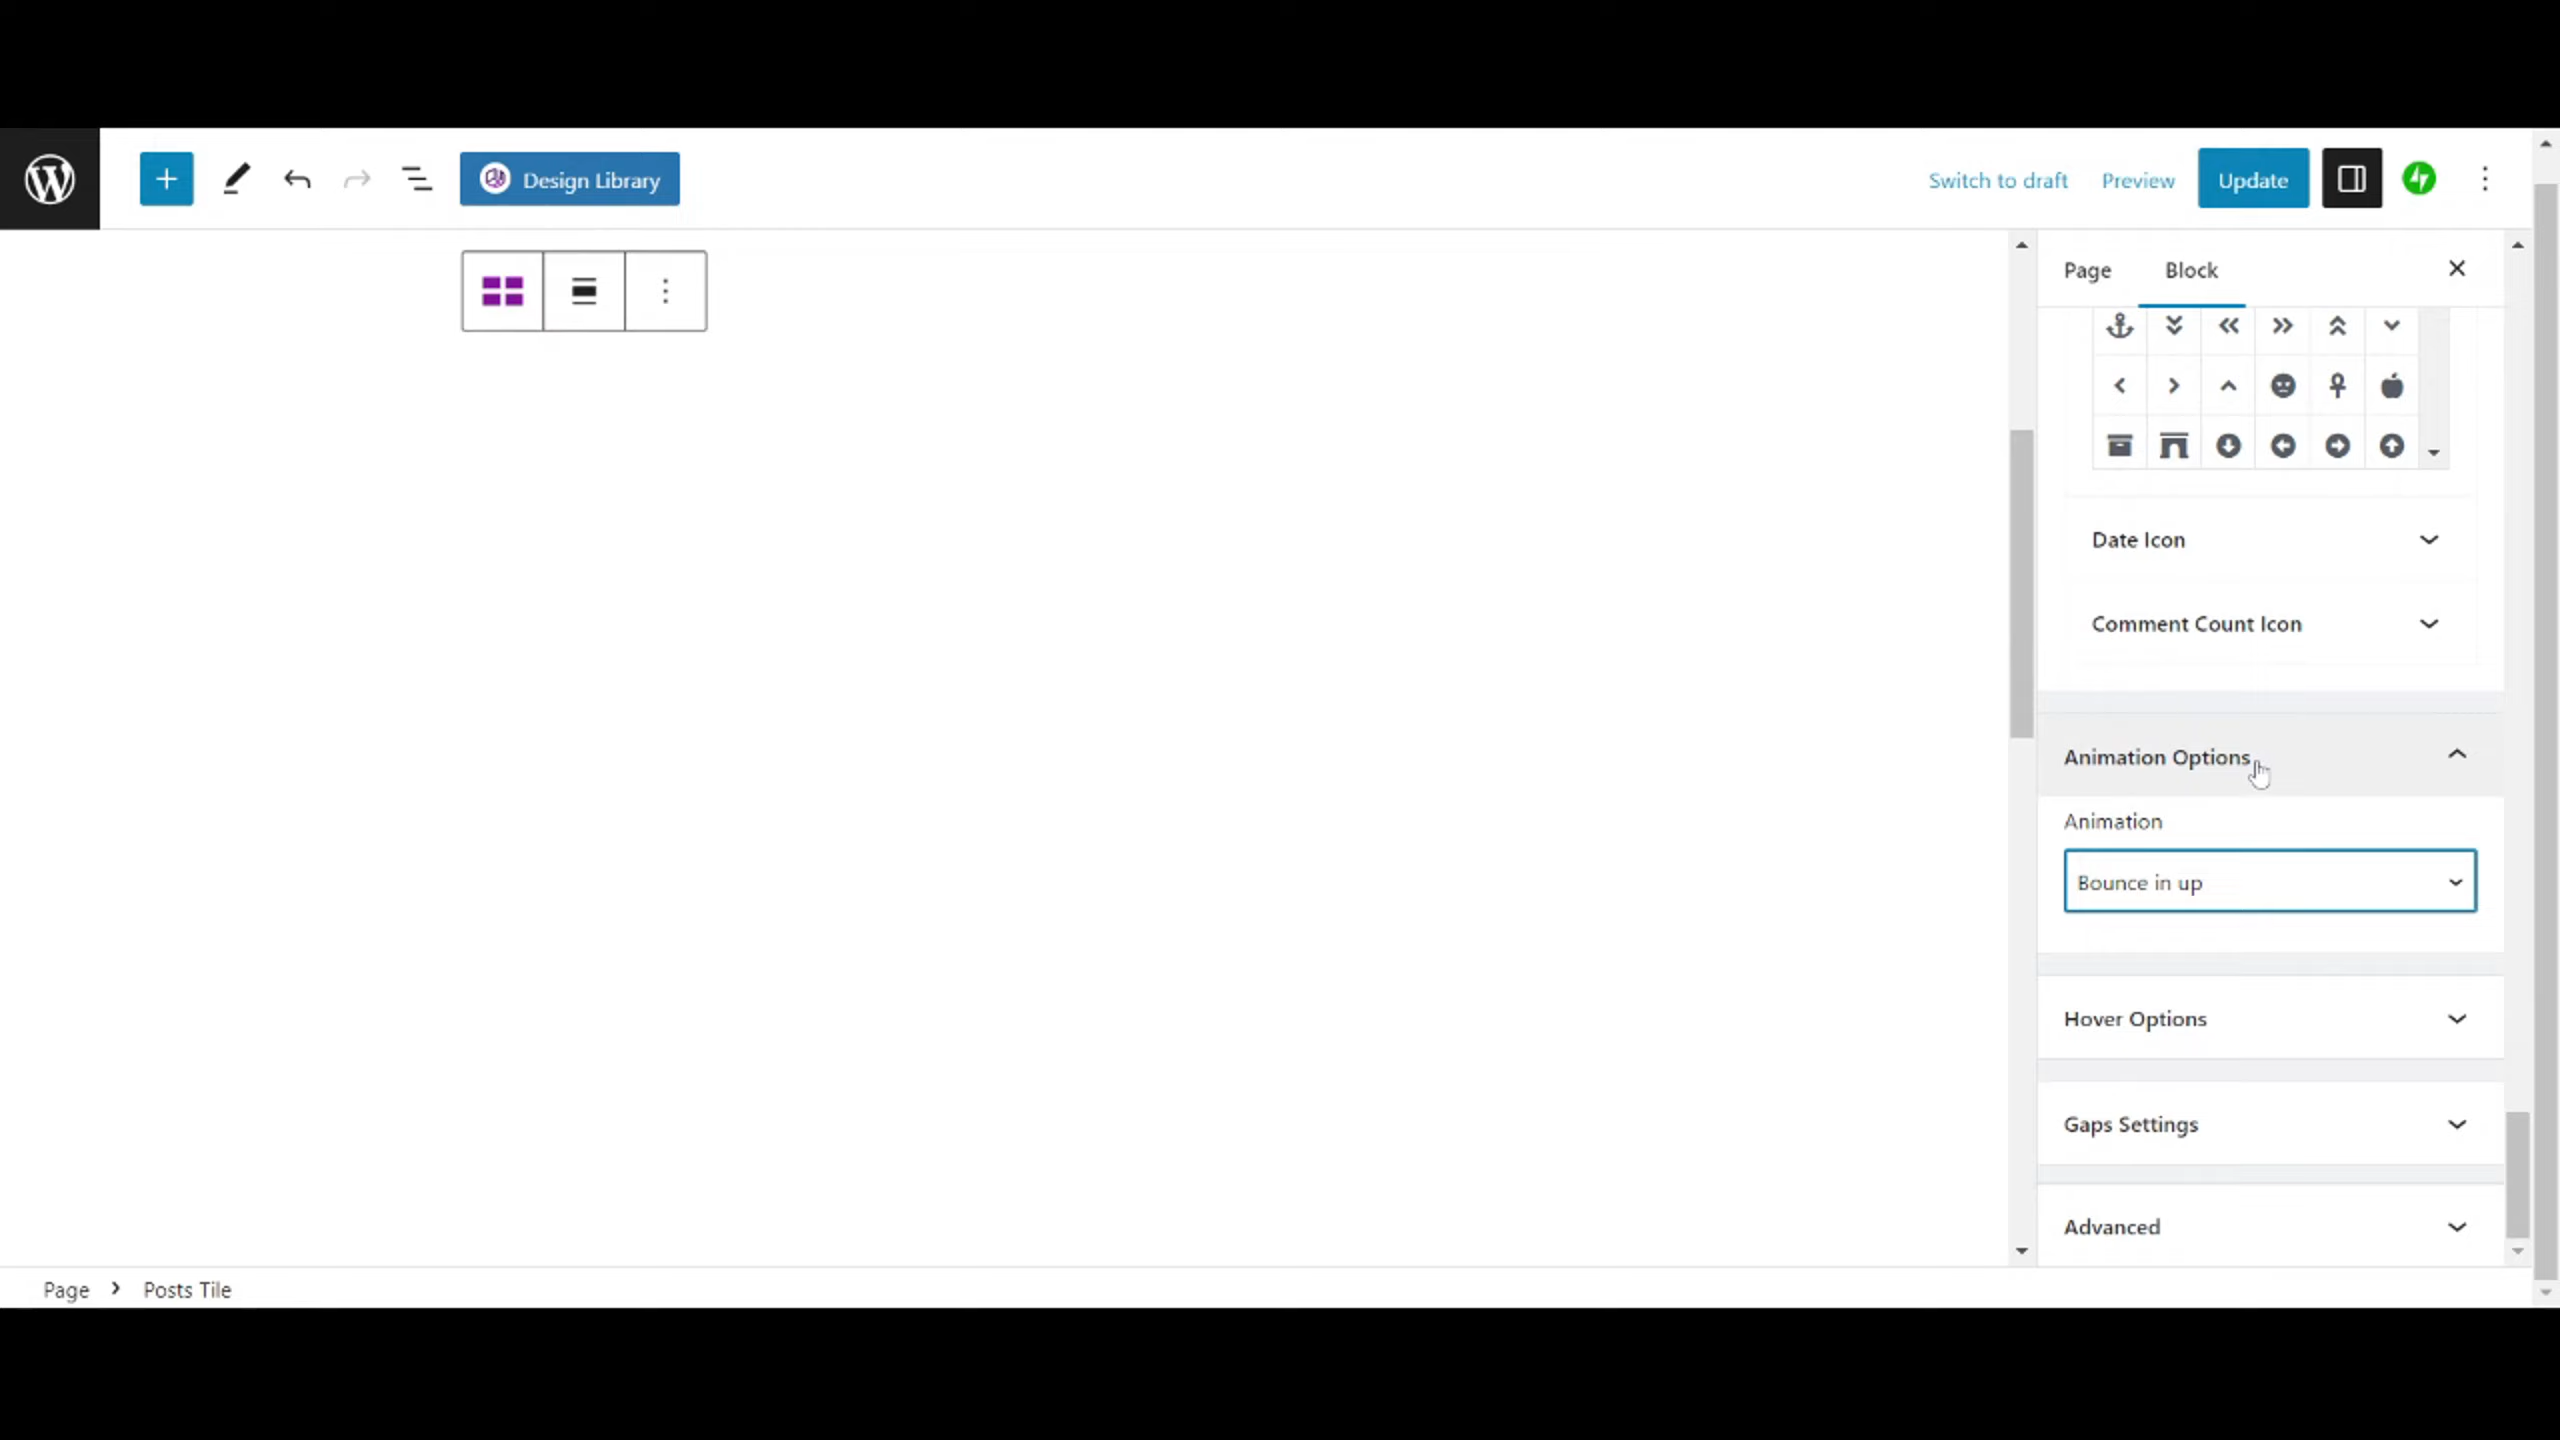 Design Library
Switch to draft
Preview
Update
Page
Block
Date Icon
Comment Count Icon
Animation Options
Animation
Bounce in up
Hover Options
Gaps Settings
Advanced
Page
Posts Tile